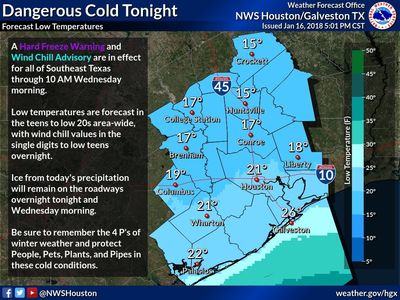 Dangerous Cold Tonight
Forecast Low Temperatures
Weather Forecast Office
NWS Houston/Galveston TX
Issued Jan 16, 2018 5:01 PM CST
A Hard Freeze Warning and
Wind Chill Advisory are in effect
for all of Southeast Texas
through 10 AM Wednesday
morning.
Low temperatures are forecast
in the teens to low 20s area-wide,
with wind chill values in the
single digits to low teens
overnight.
Ice from today's precipitation
will remain on the roadways
overnight tonight and
Wednesday morning.
Be sure to remember the 4 P's of
winter weather and protect
People, Pets, Plants, and Pipes in
these cold conditions.
15°
Crockett
45
17°
College Station
15°
Huntsville
17°
Conroe
17°
Brenham
18°
Liberty
10
19°
Columbus
21°
Houston
21°
Wharton
26°
Galveston
22°
Palacios
50°
45°
40°
35°
30°
25°
20°
15°
10°
5°
Low Temperature (F)
@NWSHouston
weather.gov/hgx